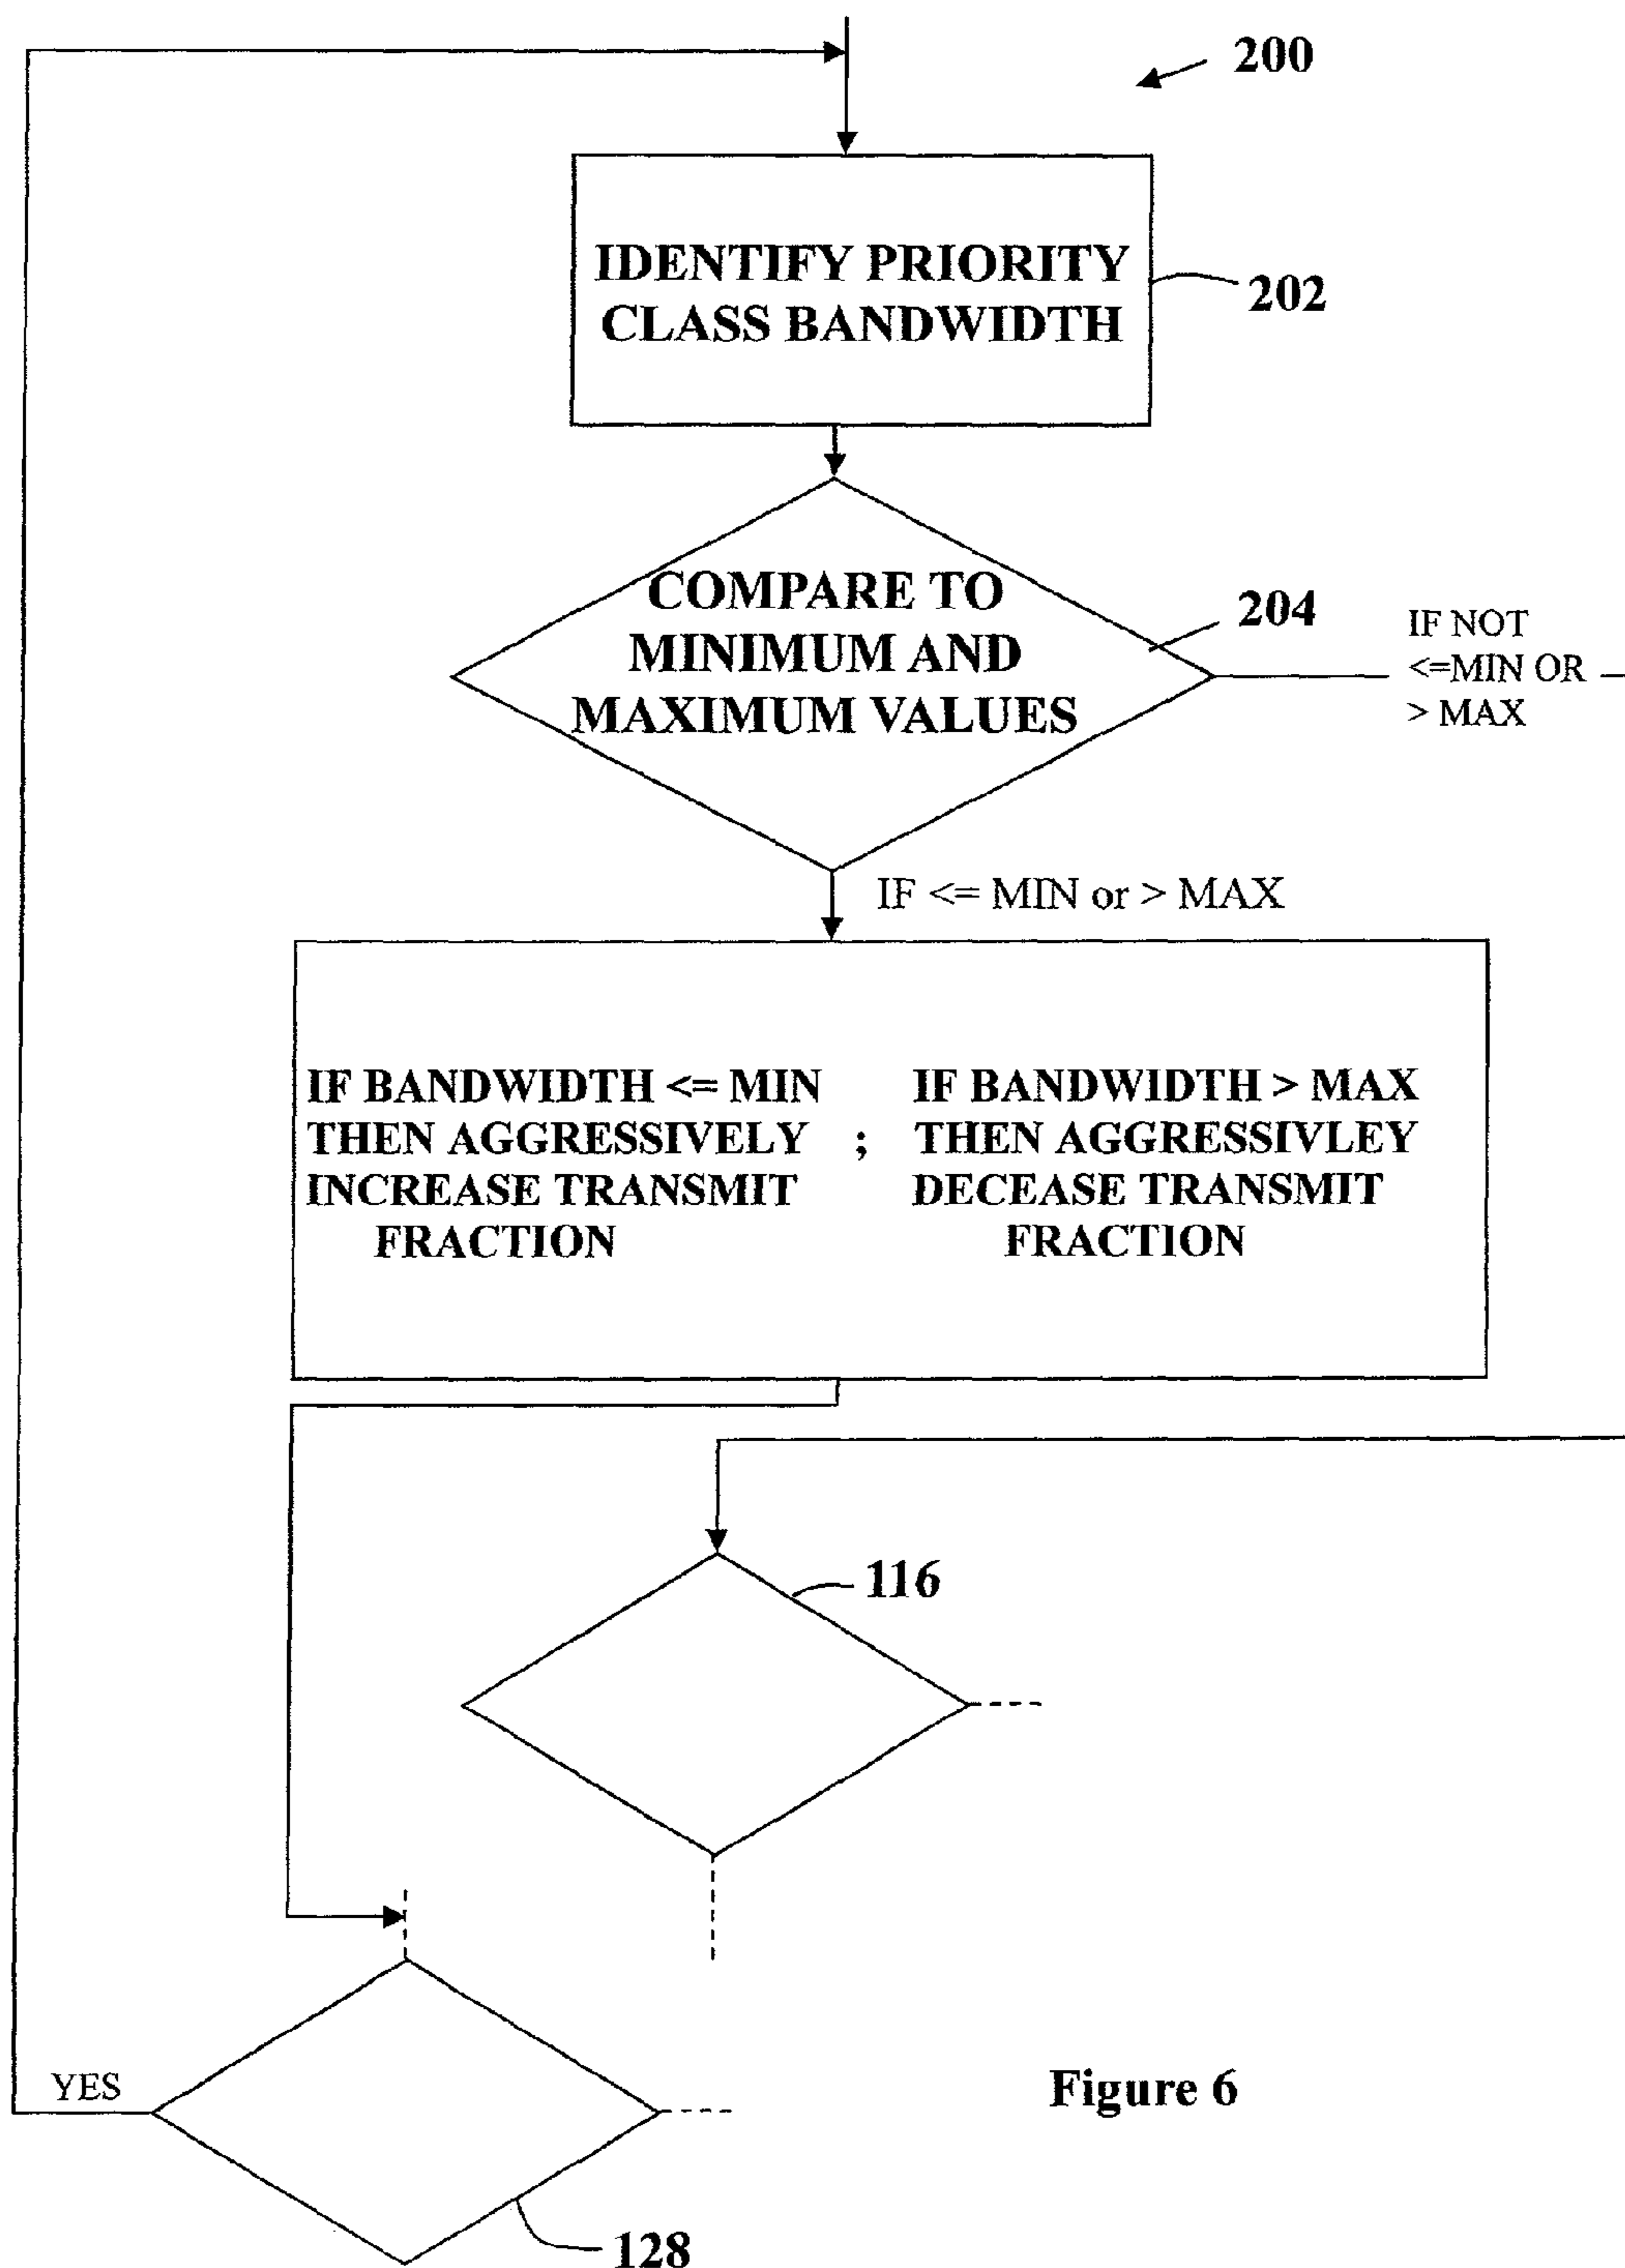 200
IDENTIFY PRIORITY
CLASS BANDWIDTH
202
COMPARE TO
MINIMUM AND
MAXIMUM VALUES
204
IF NOT
<=MIN OR
> MAX
IF <= MIN or > MAX
IF BANDWIDTH <= MIN
THEN AGGRESSIVELY ;
INCREASE TRANSMIT
FRACTION
IF BANDWIDTH > MAX
THEN AGGRESSIVLEY
DECEASE TRANSMIT
FRACTION
116
YES
128
Figure 6